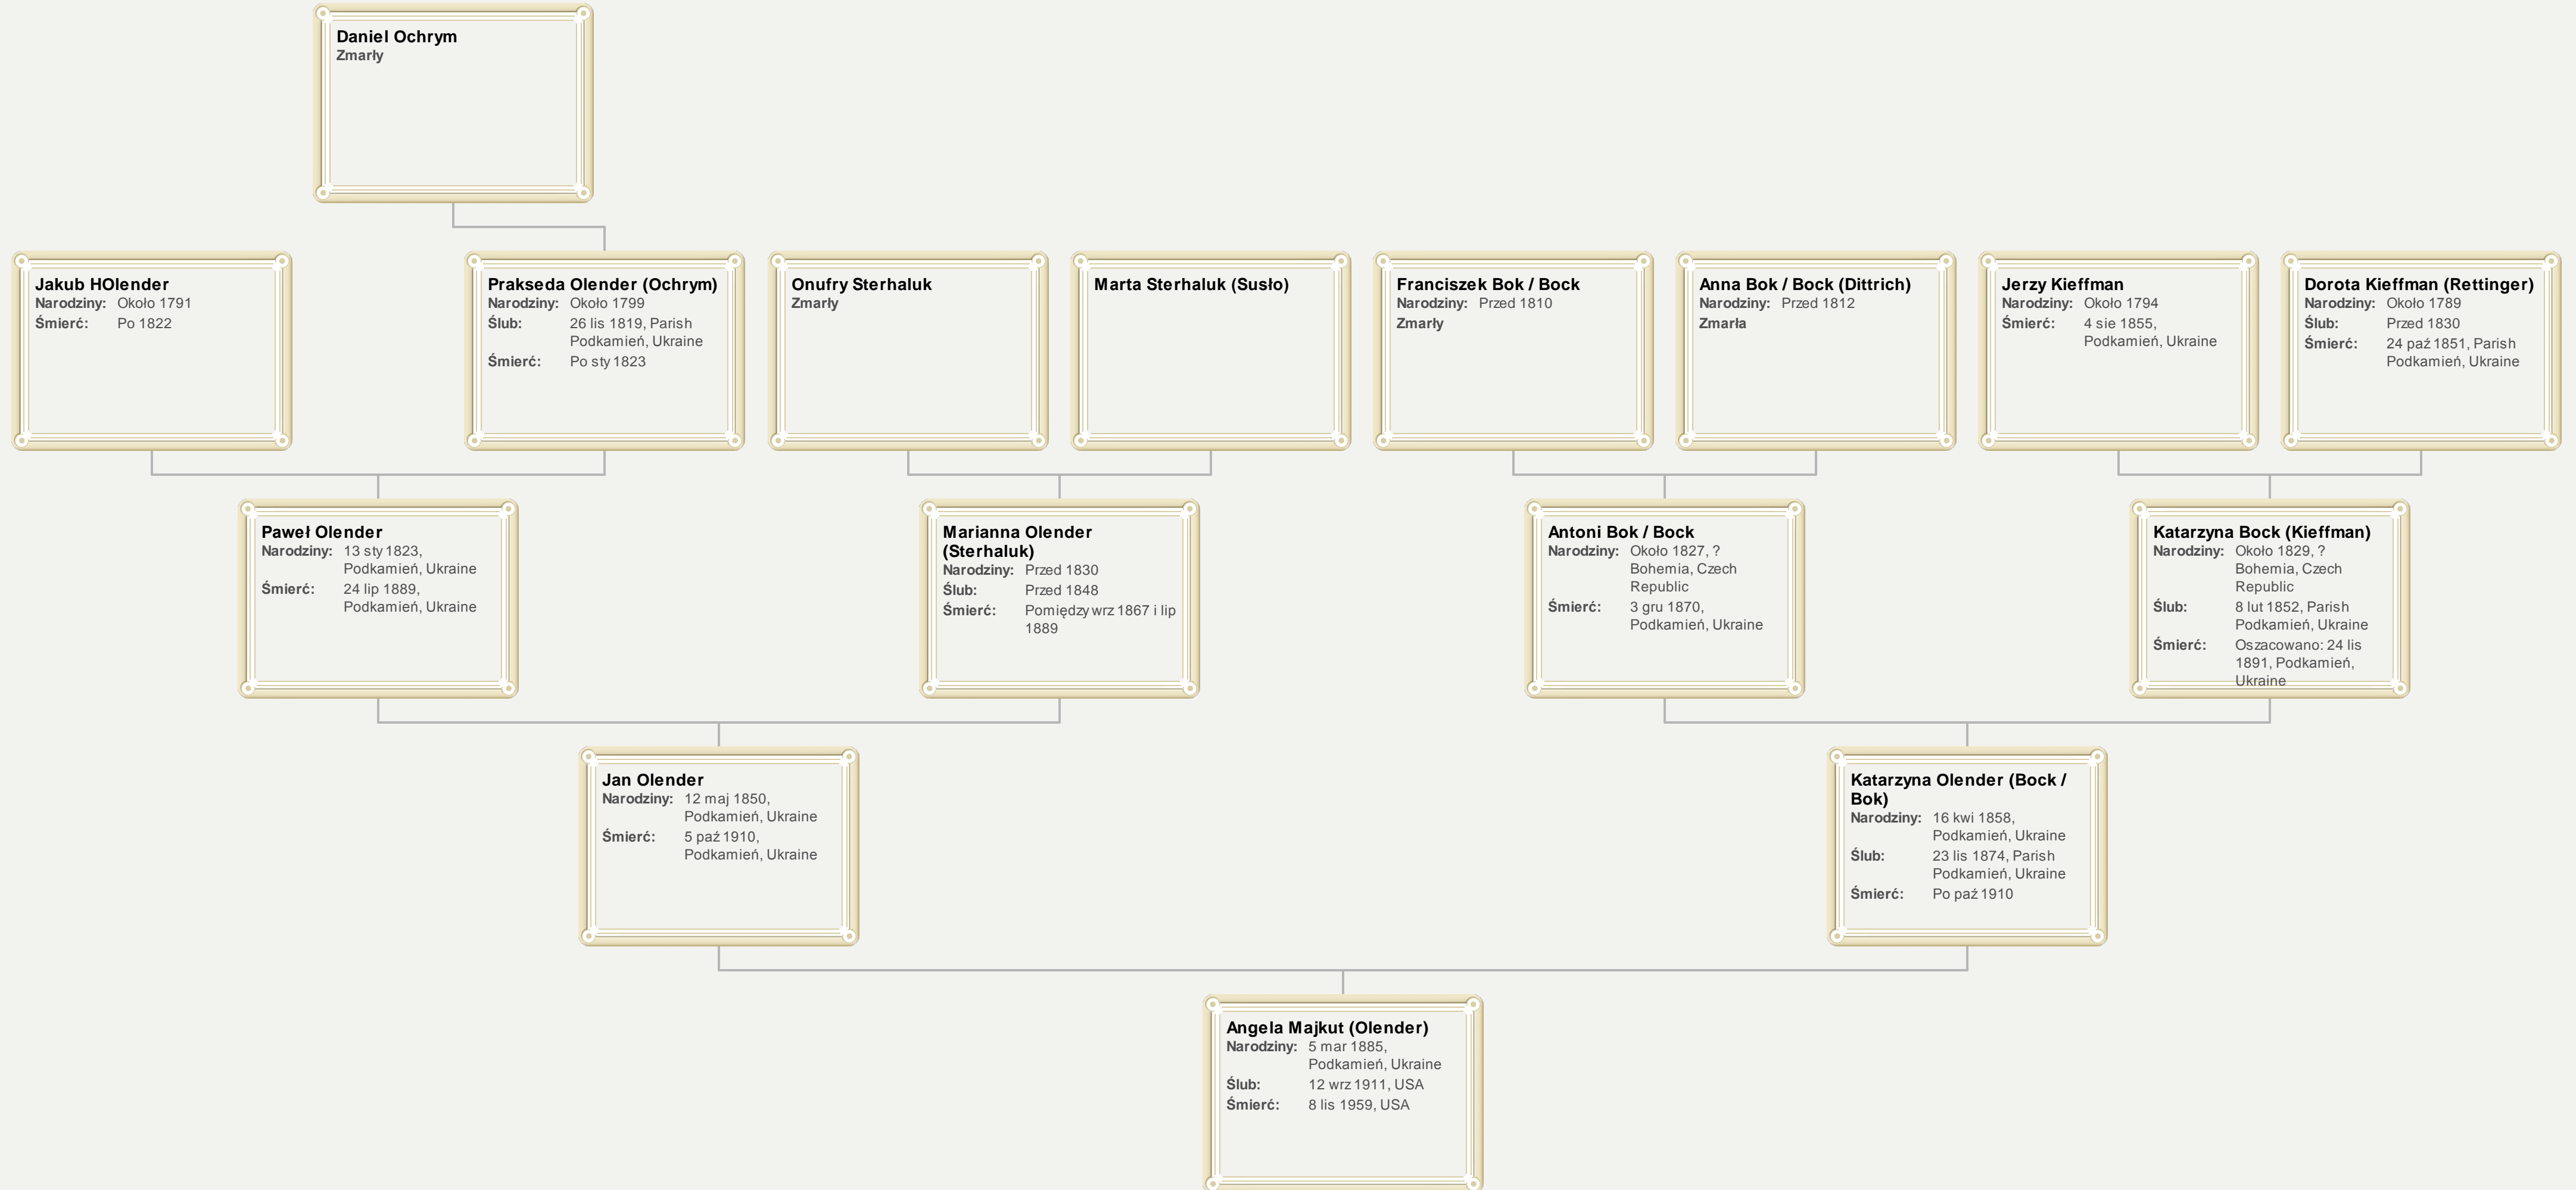 Daniel Ochrym
Zmarły
Jakub HOlender
Narodziny: Około 1791
Śmierć: Po 1822
Prakseda Olender (Ochrym)
Narodziny: Około 1799
Ślub: 26 lis 1819, Parish
Podkamień, Ukraine
Śmierć: Po sty 1823
Onufry Sterhaluk
Zmarły
Marta Sterhaluk (Susło)
Franciszek Bok / Bock
Narodziny: Przed 1810
Zmarły
Anna Bok / Bock (Dittrich)
Narodziny: Przed 1812
Zmarła
Jerzy Kieffman
Narodziny: Około 1794
Śmierć: 4 sie 1855,
Podkamień, Ukraine
Dorota Kieffman (Rettinger)
Narodziny: Około 1789
Ślub: Przed 1830
Śmierć: 24 paź 1851, Parish
Podkamień, Ukraine
Paweł Olender
Narodziny: 13 sty 1823,
Podkamień, Ukraine
Śmierć: 24 lip 1889,
Podkamień, Ukraine
Marianna Olender
(Sterhaluk)
Narodziny: Przed 1830
Ślub: Przed 1848
Śmierć: Pomiędzy wrz 1867 i lip
1889
Antoni Bok / Bock
Narodziny: Około 1827, ?
Bohemia, Czech
Republic
Śmierć: 3 gru 1870,
Podkamień, Ukraine
Katarzyna Bock (Kieffman)
Narodziny: Około 1829, ?
Bohemia, Czech
Republic
Ślub: 8 lut 1852, Parish
Podkamień, Ukraine
Śmierć: Oszacowano: 24 lis
1891, Podkamień,
Ukraine
Jan Olender
Narodziny: 12 maj 1850,
Podkamień, Ukraine
Śmierć: 5 paź 1910,
Podkamień, Ukraine
Katarzyna Olender (Bock /
Bok)
Narodziny: 16 kwi 1858,
Podkamień, Ukraine
Ślub: 23 lis 1874, Parish
Podkamień, Ukraine
Śmierć: Po paź 1910
Angela Majkut (Olender)
Narodziny: 5 mar 1885,
Podkamień, Ukraine
Ślub: 12 wrz 1911, USA
Śmierć: 8 lis 1959, USA